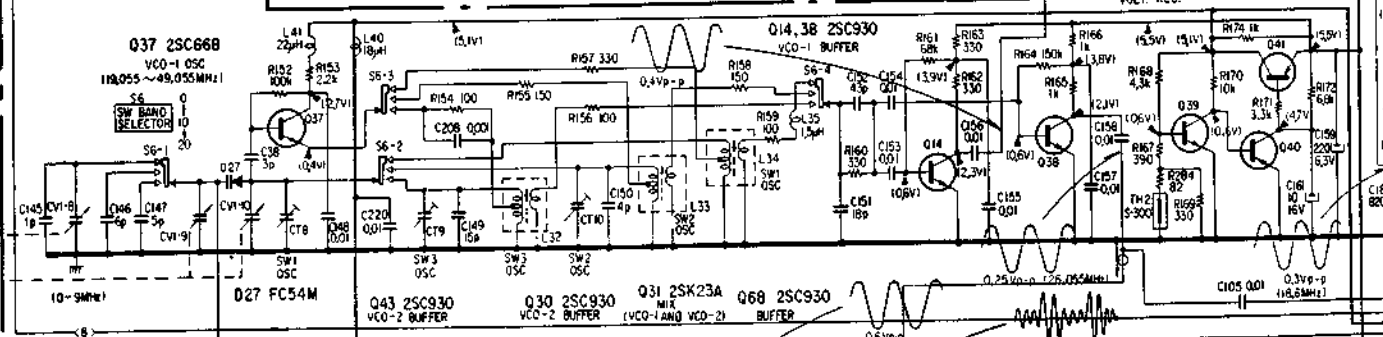 Q37 2SC668
VCO-1 OSC
(19,055 ~ 49,055MHz)
S6
SW BAND
SELECTOR
0
10
20
S6-1
C145
1p
CV1-8
C146
6p
C147
5p
CV1-9
D27
CV1-10
CT8
SW1
OSC
C148
0,01
(0-9MHz)
D27 FC54M
8
L41
22μH
R152
100k
R153
2.2k
C38
3p
Q37
(2,7V)
(0,4V)
L40
18μH
(5,1V)
S6-3
S6-2
R154 100
C208 0,001
R155 150
R156 100
R157 330
C220
0,01
CT9
SW3
OSC
C149
15p
L32
SW3
OSC
CT10
SW2
OSC
C150
4p
L33
SW2
OSC
0,4Vp-p
R158
150
L34
SW1
OSC
R159
100
L35
1,5μH
S6-4
Q14,38 2SC930
VCO-1 BUFFER
C152
43p
C154
0,01
R160
330
C153
0,01
C151
18p
(0,6V)
Q14
R161
68k
R163
330
(3,9V)
R162
330
C156
0,01
(2,3V)
C155
0,01
R164 150k
R166
1k
(3,8V)
R165
1k
(0,6V)
Q38
(2,1V)
C158
0,01
C157
0,01
0,25Vp-p (26,055MHz)
(5,5V)
(5,1V)
R174 1k
Q41
(5,5V)
R168
4,3k
R170
10k
R171
3.3k
R172
6,8k
(0,6V)
Q39
(0,6V)
Q40
(4,7V)
C159
220
6,3V
R167
390
R204
82
TH2
S-300
R169
330
C161
10
16V
0,3Vp-p
(18,6MHz)
C105 0,01
Q43 2SC930
VCO-2 BUFFER
Q30 2SC930
VCO-2 BUFFER
Q31 2SK23A
MIX
(VCO-1 AND VCO-2)
Q68 2SC930
BUFFER